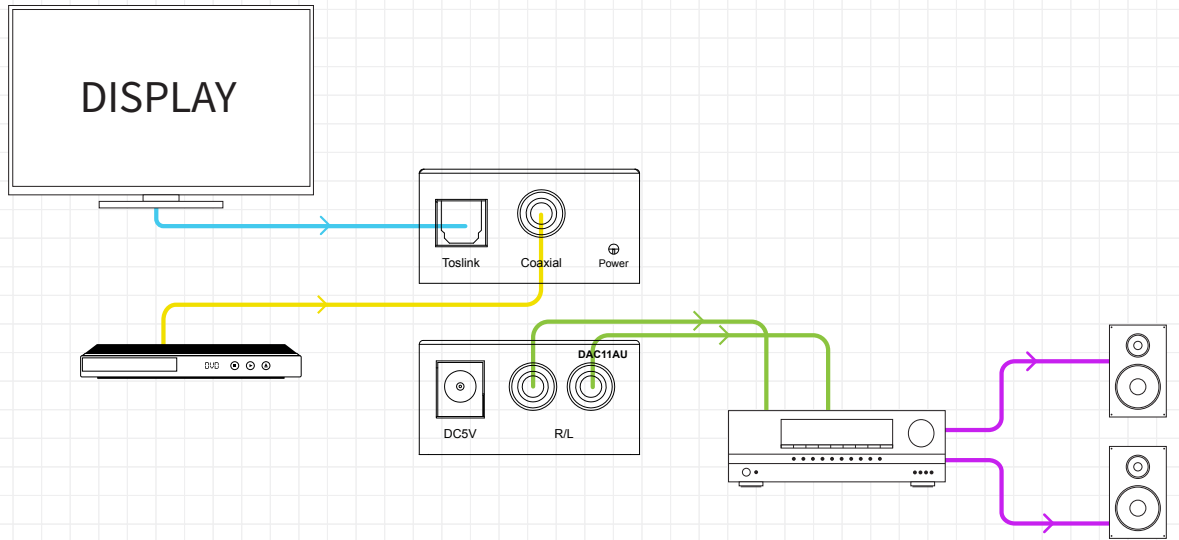 DISPLAY
Toslink
Coaxial
Power
DVD
DAC11AU
DC5V
R/L